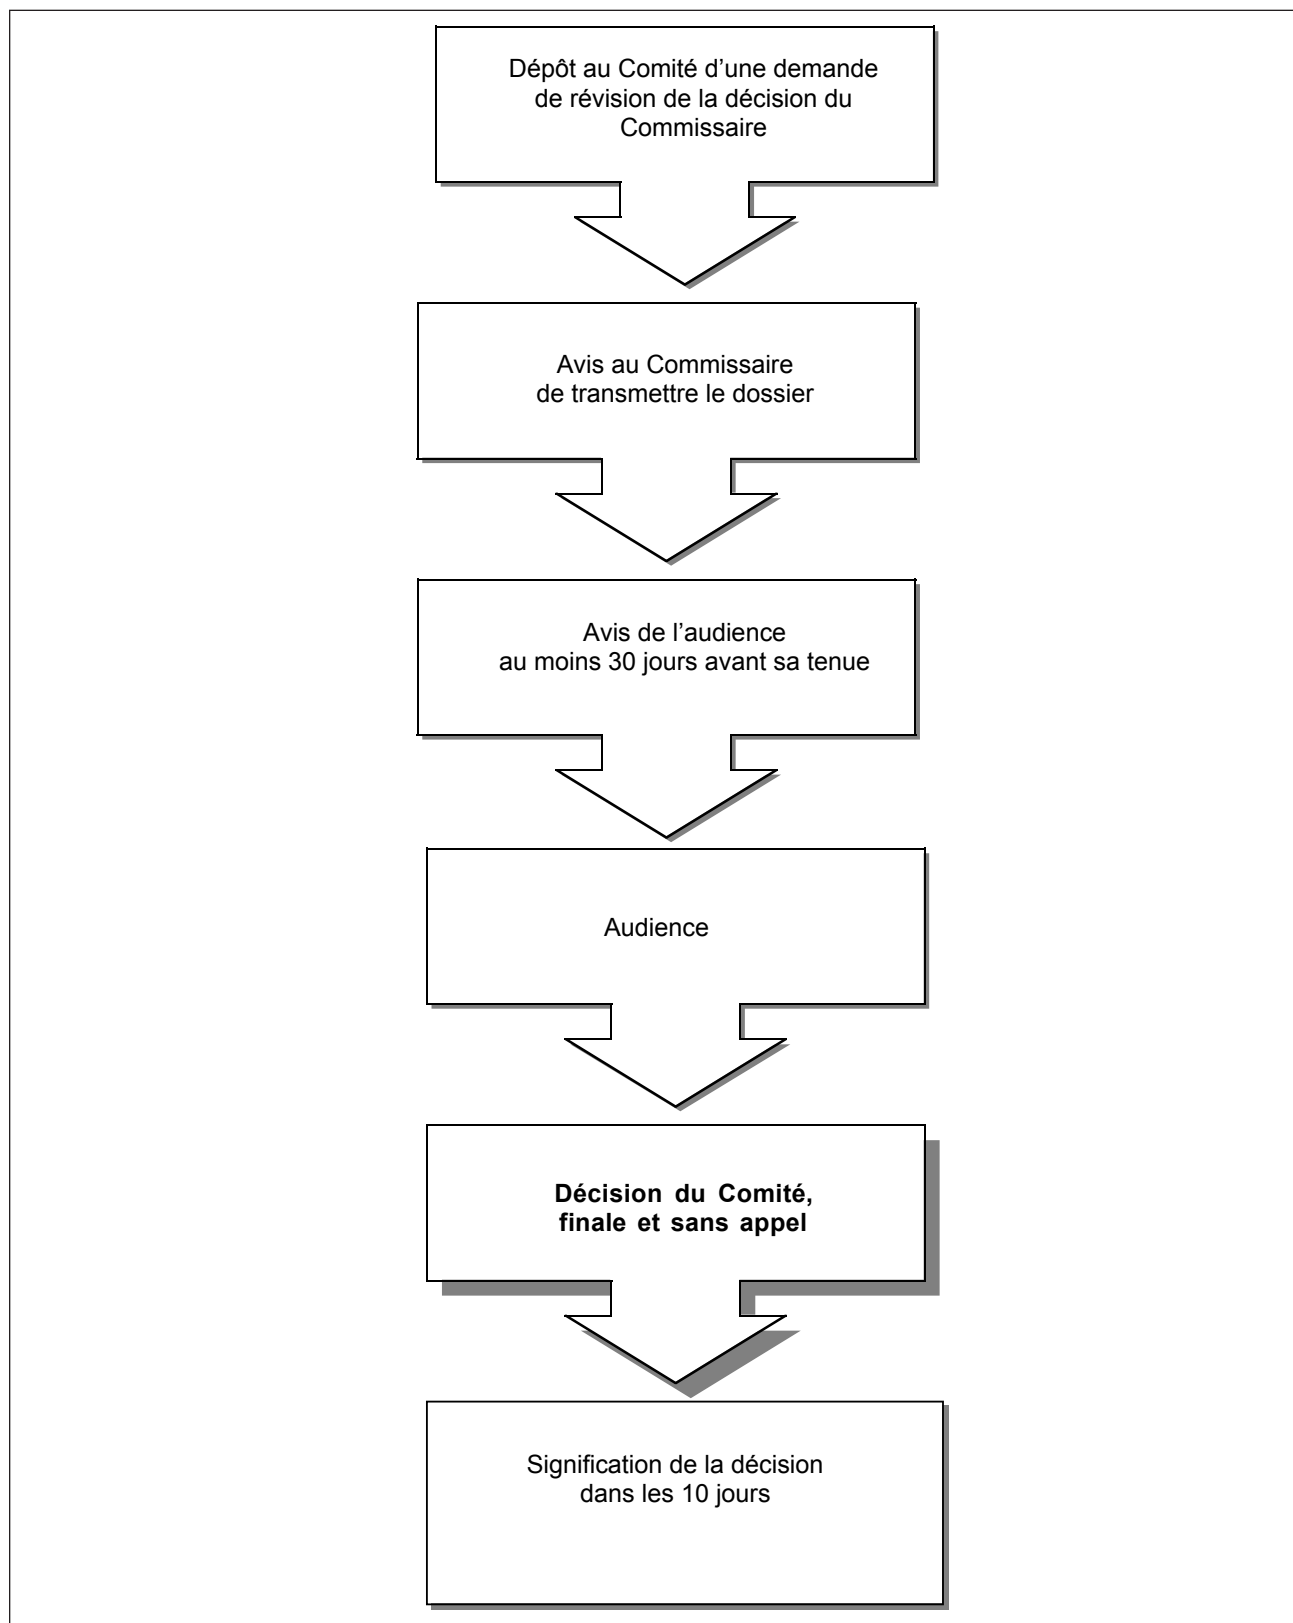 Dépôt au Comité d’une demande
de révision de la décision du
Commissaire
Avis au Commissaire
de transmettre le dossier
Avis de l’audience
au moins 30 jours avant sa tenue
Audience
Décision du Comité,
finale et sans appel
Signification de la décision
dans les 10 jours